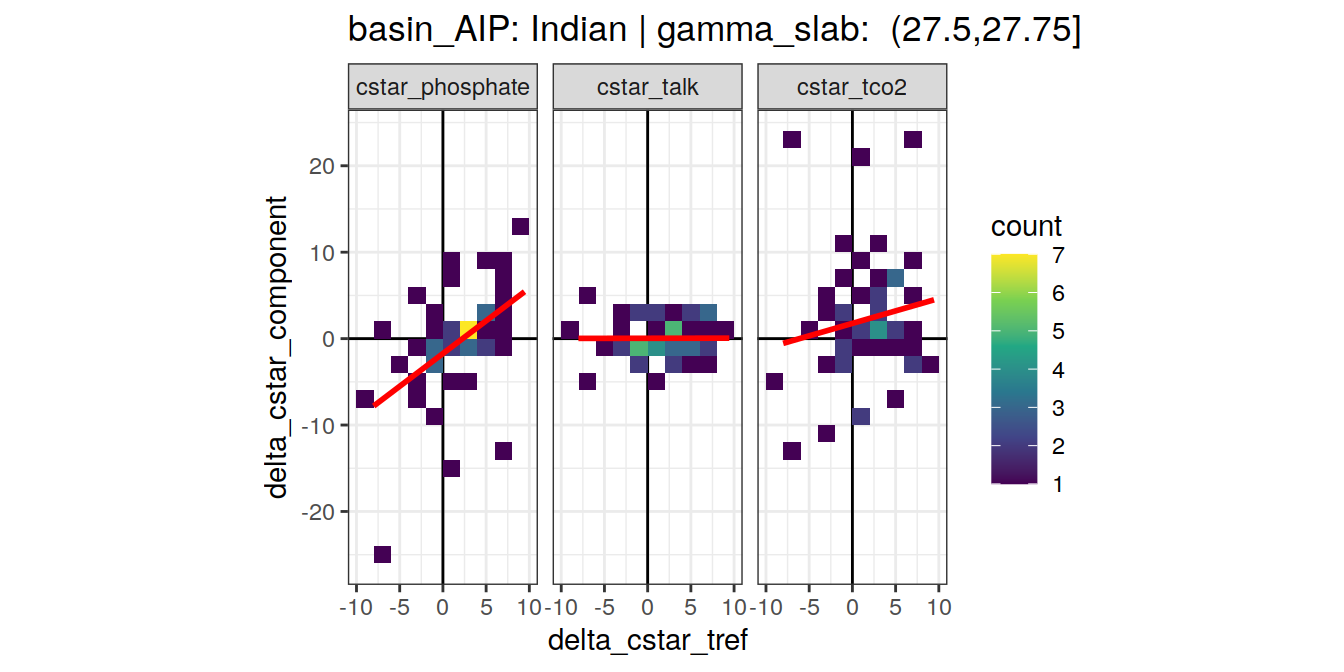 basin_AIP: Indian | gamma_slab:  (27.5,27.75]
cstar_phosphate
cstar_talk
cstar_tco2
delta_cstar_component
20
10
0
-10
-20
-10 -5 0 5 10
-10 -5 0 5 10
-10 -5 0 5 10
delta_cstar_tref
count
7
6
5
4
3
2
1